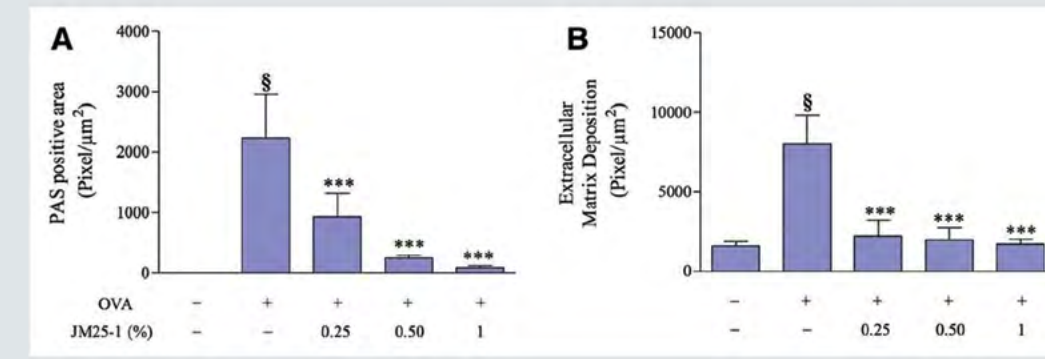 A
PAS positive area
(Pixel/µm²)
4000
3000
2000
1000
0
§
***
***
***
OVA - + + + +
JM25-1 (%) - - 0.25 0.50 1
B
Extracellular
Matrix Deposition
(Pixel/µm²)
15000
10000
5000
0
§
***
***
***
- + + + +
- - 0.25 0.50 1